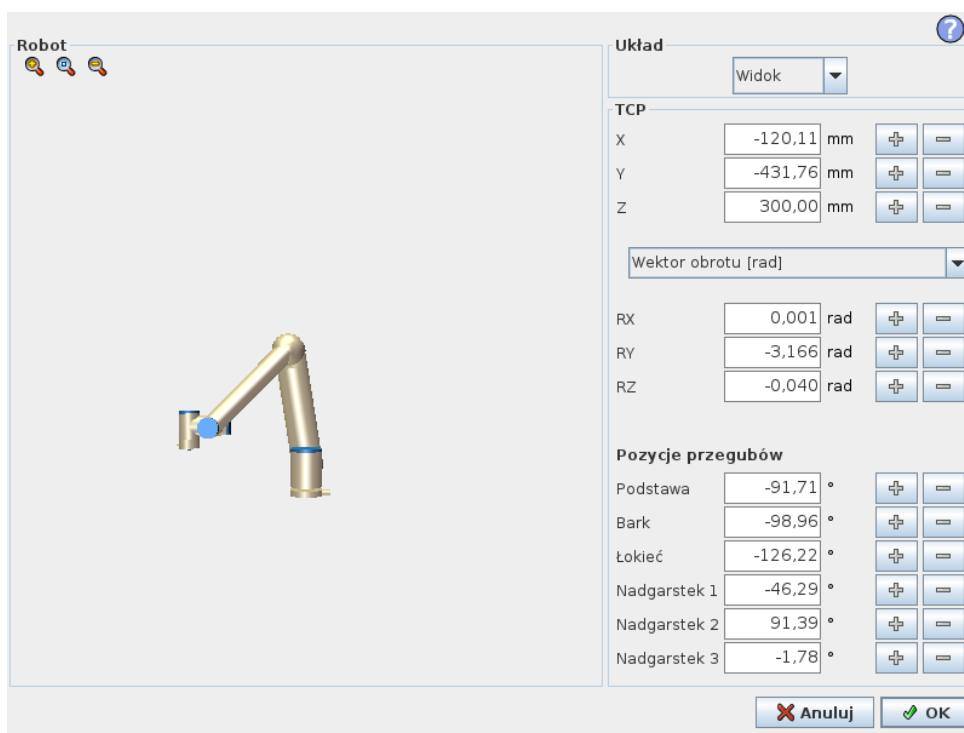 ?
Robot
Układ
Widok
TCP
X -120,11 mm
Y -431,76 mm
Z 300,00 mm
Wektor obrotu [rad]
RX 0,001 rad
RY -3,166 rad
RZ -0,040 rad
Pozycje przegubów
Podstawa -91,71 °
Bark -98,96 °
Łokieć -126,22 °
Nadgarstek 1 -46,29 °
Nadgarstek 2 91,39 °
Nadgarstek 3 -1,78 °
Anuluj
OK